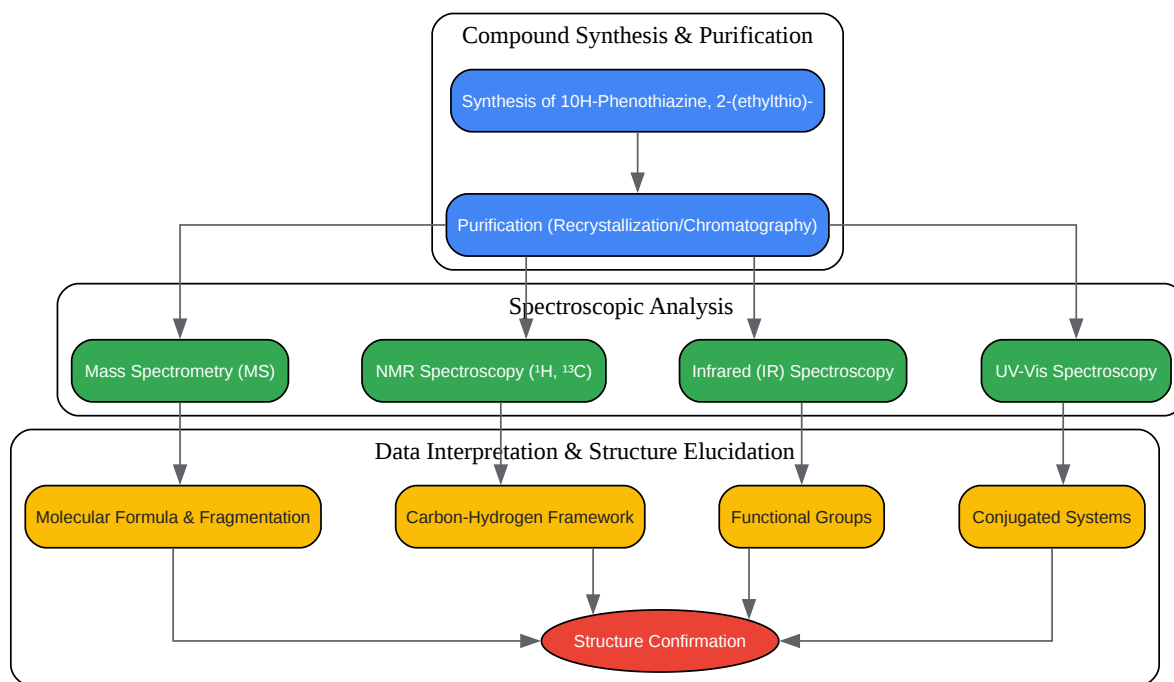 Compound Synthesis & Purification
Synthesis of 10H-Phenothiazine, 2-(ethylthio)-
Purification (Recrystallization/Chromatography)
Spectroscopic Analysis
Mass Spectrometry (MS)
NMR Spectroscopy (¹H, ¹³C)
Infrared (IR) Spectroscopy
UV-Vis Spectroscopy
Data Interpretation & Structure Elucidation
Molecular Formula & Fragmentation
Carbon-Hydrogen Framework
Functional Groups
Conjugated Systems
Structure Confirmation